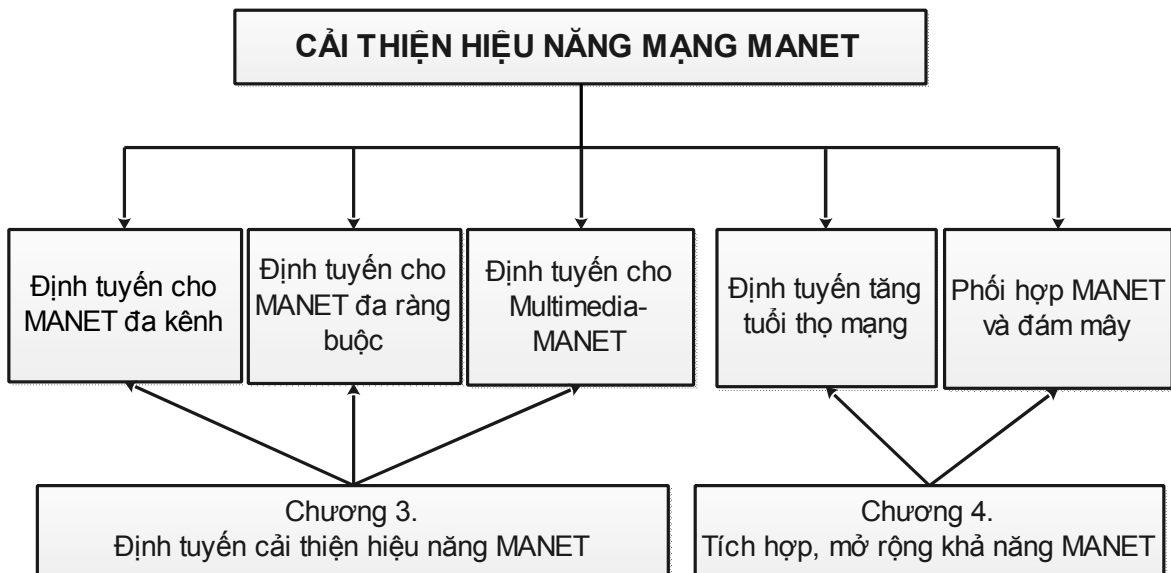 CẢI THIỆN HIỆU NĂNG MẠNG MANET
Định tuyến cho
MANET đa kênh
Định tuyến cho
MANET đa ràng
buộc
Định tuyến cho
Multimedia-
MANET
Định tuyến tăng
tuổi thọ mạng
Phối hợp MANET
và đám mây
Chương 3.
Định tuyến cải thiện hiệu năng MANET
Chương 4.
Tích hợp, mở rộng khả năng MANET